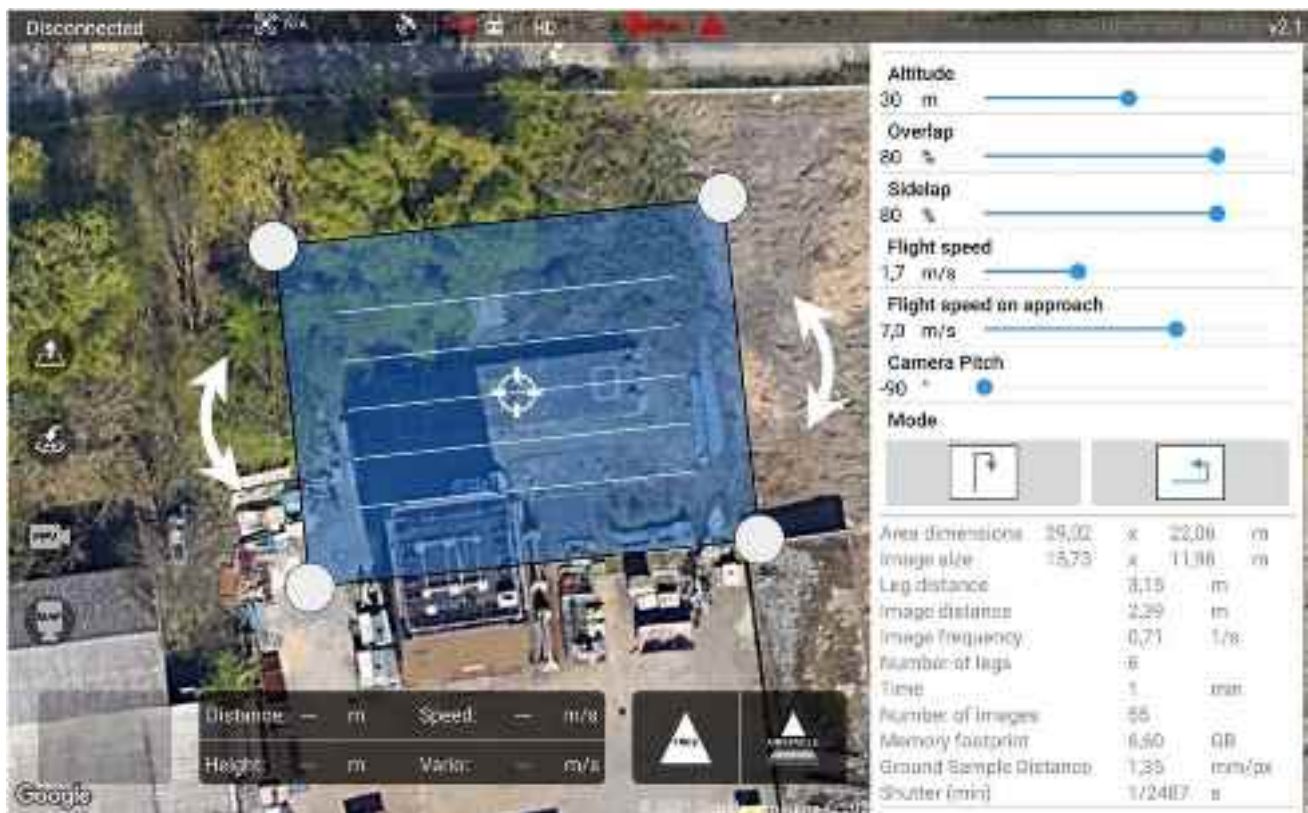 Disconnected
N/A
v2.1
Altitude
30 m
Overlap
80 %
Sidelap
80 %
Flight speed
1,7 m/s
Flight speed on approach
7,0 m/s
Camera Pitch
-90 °
Mode
Area dimensions 29,02 x 22,06 m
Image size 15,73 x 11,96 m
Leg distance 3,15 m
Image distance 2,39 m
Image frequency 0,71 1/s
Number of legs
Time 1 min
Number of images 55
Memory footprint 6,60 GB
Ground Sample Distance 1,35 mm/px
Shutter (min) 1/2487 s
Distance: — m Speed: — m/s
Height: — m Vario: — m/s
Google